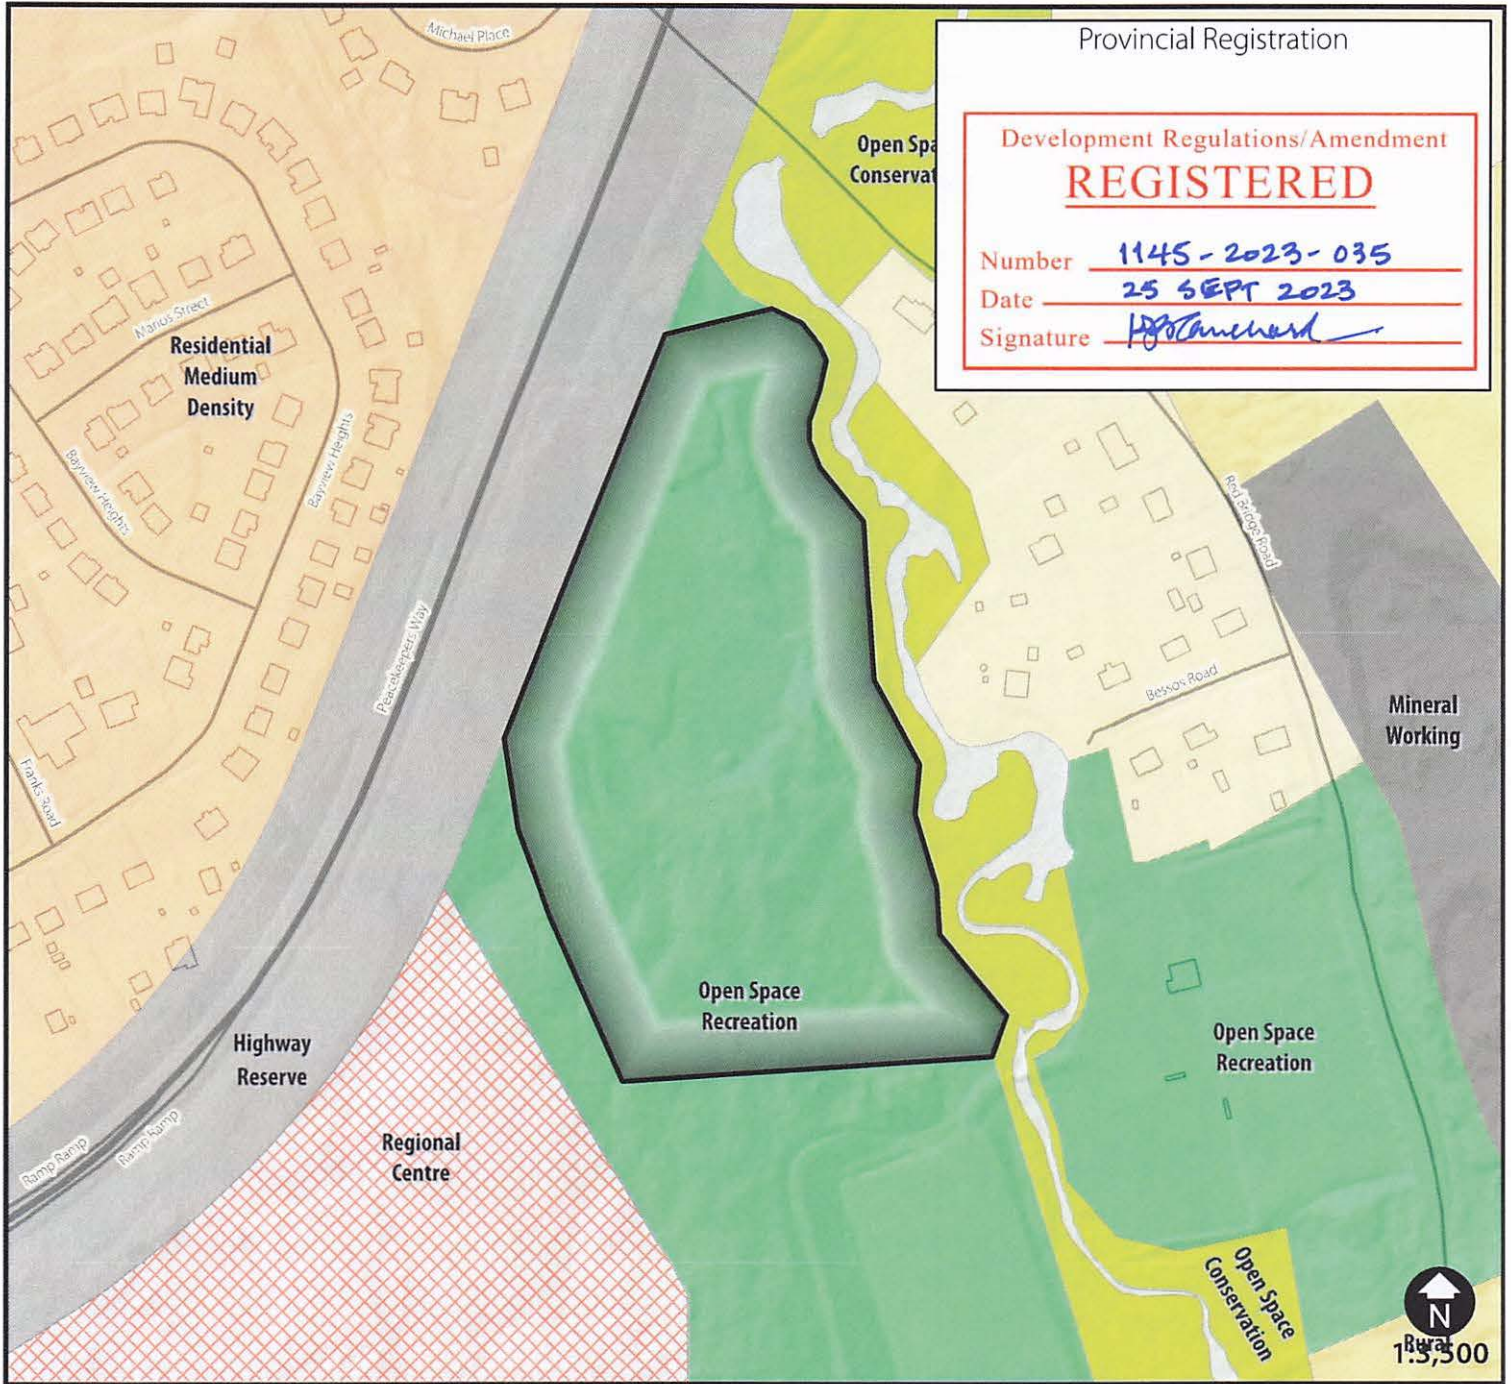 Michael Place
Provincial Registration
Development Regulations/Amendment
REGISTERED
Number 1145-2023-035
Date 25 SEPT 2023
Signature
Open Spa
Conservat
Manus Street
Residential
Medium
Density
Bayview Heights
Bayview Heights
Red Bridge Road
Peacekeepers Way
Bessos Road
Mineral
Working
Franks Road
Open Space
Recreation
Open Space
Recreation
Highway
Reserve
Regional
Centre
Ramp Ramp
Ramp Ramp
Open Space
Conservation
N
Rural